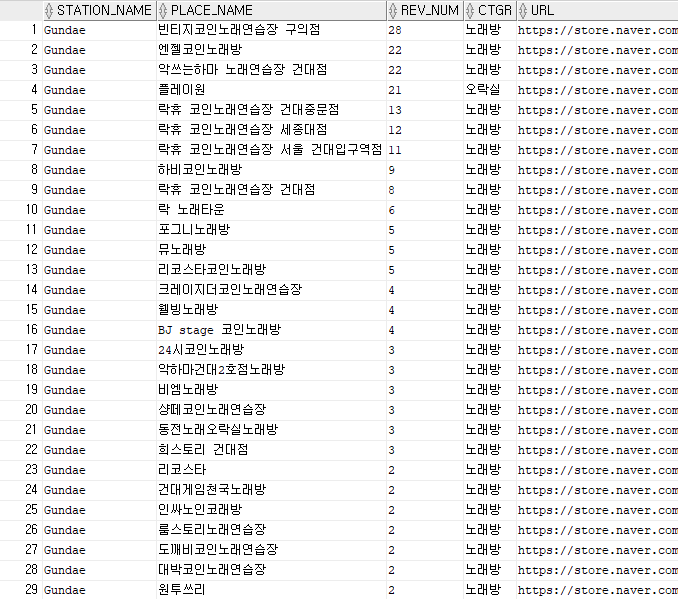 STATION_NAME PLACE_NAME REV_NUM CTGR URL
1 Gundae 빈티지코인노래연습장 구의점 28 노래방 https://store.naver.com
2 Gundae 엔젤코인노래방 22 노래방 https://store.naver.com
3 Gundae 악쓰는하마 노래연습장 건대점 22 노래방 https://store.naver.com
4 Gundae 플레이원 21 오락실 https://store.naver.com
5 Gundae 락휴 코인노래연습장 건대중문점 13 노래방 https://store.naver.com
6 Gundae 락휴 코인노래연습장 세종대점 12 노래방 https://store.naver.com
7 Gundae 락휴 코인노래연습장 서울 건대입구역점 11 노래방 https://store.naver.com
8 Gundae 하비코인노래방 9 노래방 https://store.naver.com
9 Gundae 락휴 코인노래연습장 건대점 8 노래방 https://store.naver.com
10 Gundae 락 노래타운 6 노래방 https://store.naver.com
11 Gundae 포그니노래방 5 노래방 https://store.naver.com
12 Gundae 뮤노래방 5 노래방 https://store.naver.com
13 Gundae 리코스타코인노래방 5 노래방 https://store.naver.com
14 Gundae 크레이지더코인노래연습장 4 노래방 https://store.naver.com
15 Gundae 웰빙노래방 4 노래방 https://store.naver.com
16 Gundae BJ stage 코인노래방 4 노래방 https://store.naver.com
17 Gundae 24시코인노래방 3 노래방 https://store.naver.com
18 Gundae 악하마건대2호점노래방 3 노래방 https://store.naver.com
19 Gundae 비엠노래방 3 노래방 https://store.naver.com
20 Gundae 샹떼코인노래연습장 3 노래방 https://store.naver.com
21 Gundae 동전노래오락실노래방 3 노래방 https://store.naver.com
22 Gundae 희스토리 건대점 3 노래방 https://store.naver.com
23 Gundae 리코스타 2 노래방 https://store.naver.com
24 Gundae 건대게임천국노래방 2 노래방 https://store.naver.com
25 Gundae 인싸노인코래방 2 노래방 https://store.naver.com
26 Gundae 룸스토리노래연습장 2 노래방 https://store.naver.com
27 Gundae 도깨비코인노래연습장 2 노래방 https://store.naver.com
28 Gundae 대박코인노래연습장 2 노래방 https://store.naver.com
29 Gundae 원투쓰리 2 노래방 https://store.naver.com